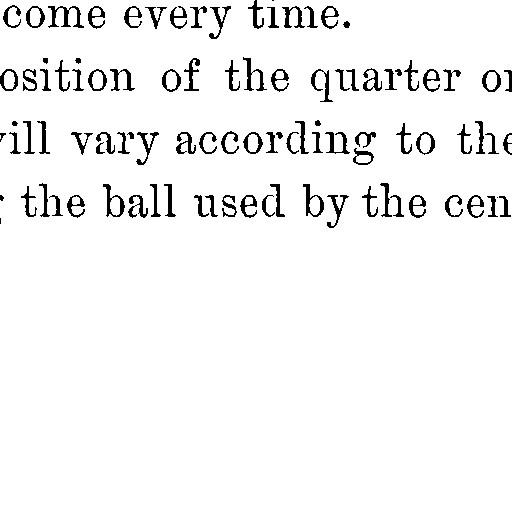 come every time.
osition of the quarter or
vill vary according to the
g the ball used by the cen